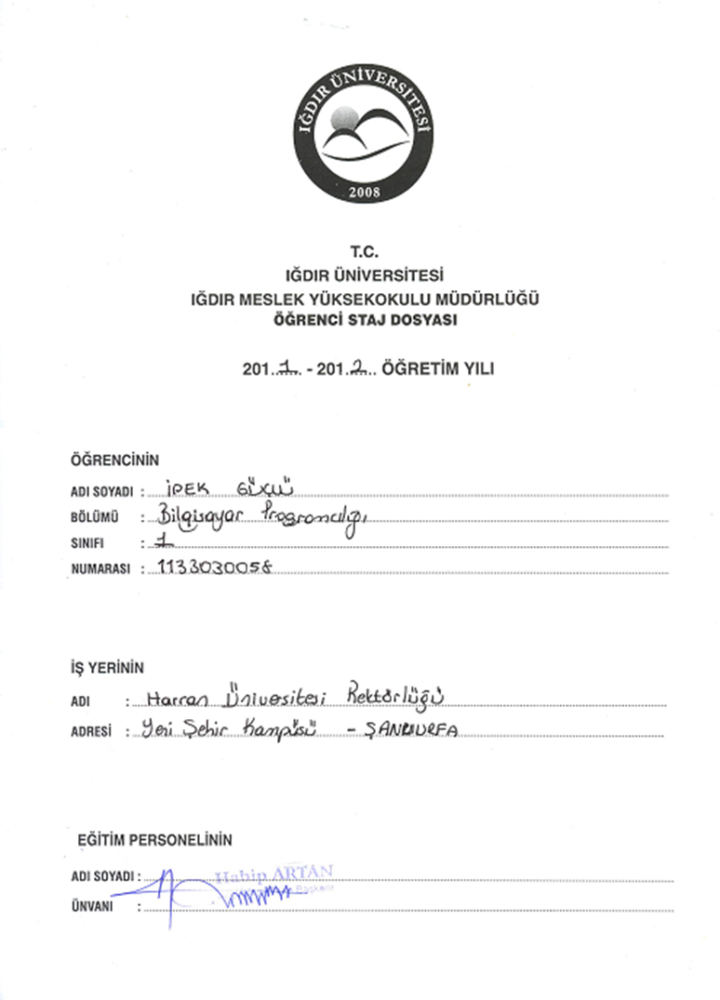 IĞDIR ÜNİVERSİTESİ
2008
T.C.
IĞDIR ÜNİVERSİTESİ
IĞDIR MESLEK YÜKSEKOKULU MÜDÜRLÜĞÜ
ÖĞRENCİ STAJ DOSYASI
201..1.. - 201.2... ÖĞRETİM YILI
ÖĞRENCİNİN
ADI SOYADI : İPEK GÜÇLÜ
BÖLÜMÜ : Bilgisayar Programcılığı
SINIFI : 1
NUMARASI : 1133030058
İŞ YERİNİN
ADI : Harran Üniversitesi Rektörlüğü
ADRESİ : Yeni Şehir Kampüsü - ŞANLIURFA
EĞİTİM PERSONELİNİN
ADI SOYADI : Habip ARTAN
Başkanı
ÜNVANI :